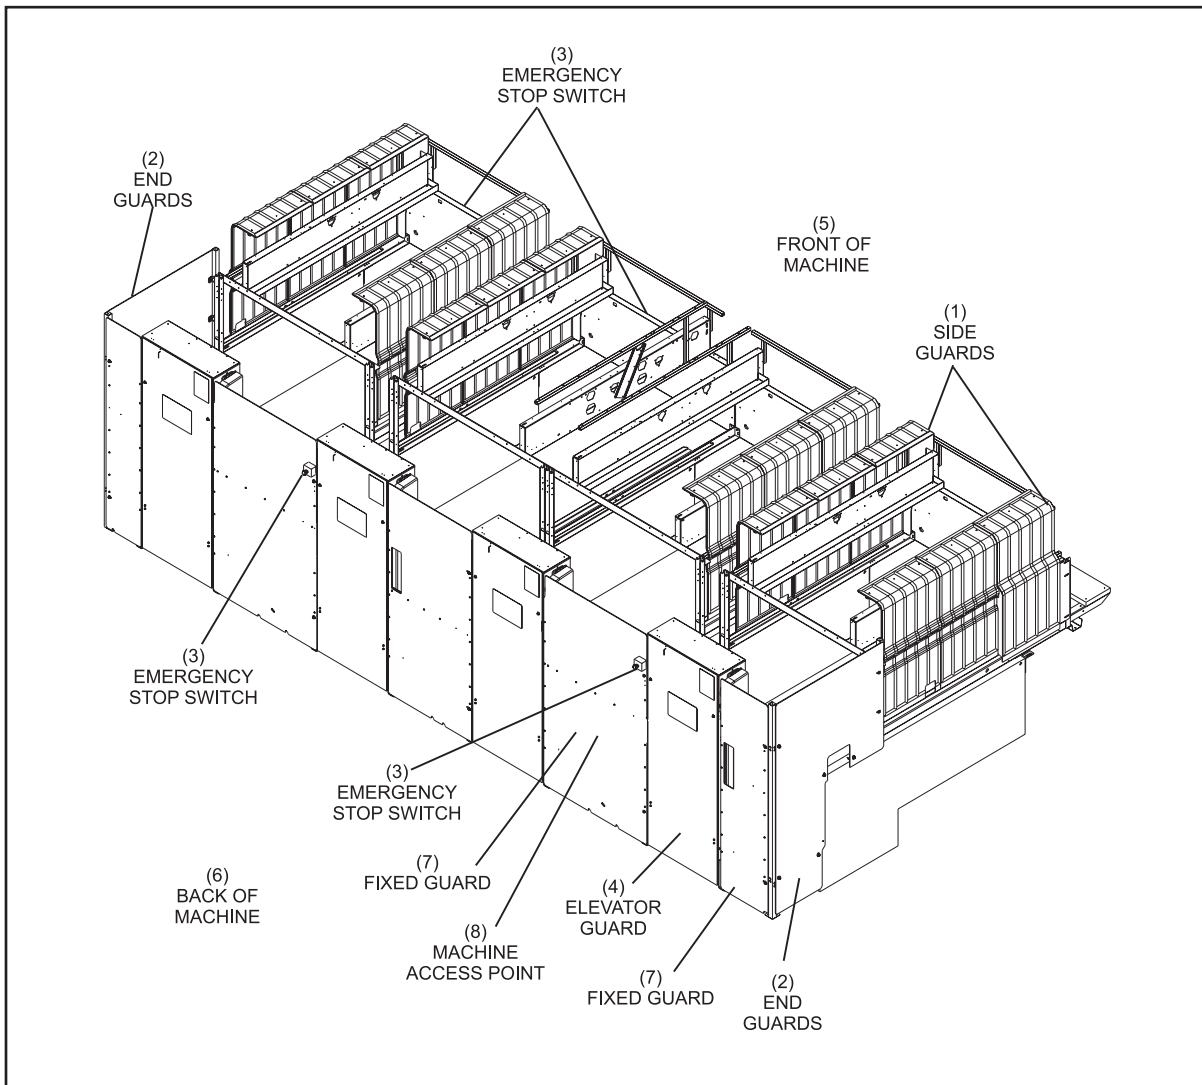 (3)
EMERGENCY
STOP SWITCH
(2)
END
GUARDS
(5)
FRONT OF
MACHINE
(1)
SIDE
GUARDS
(3)
EMERGENCY
STOP SWITCH
(3)
EMERGENCY
STOP SWITCH
(7)
FIXED GUARD
(6)
BACK OF
MACHINE
(4)
ELEVATOR
GUARD
(8)
MACHINE
ACCESS POINT
(7)
FIXED GUARD
(2)
END
GUARDS